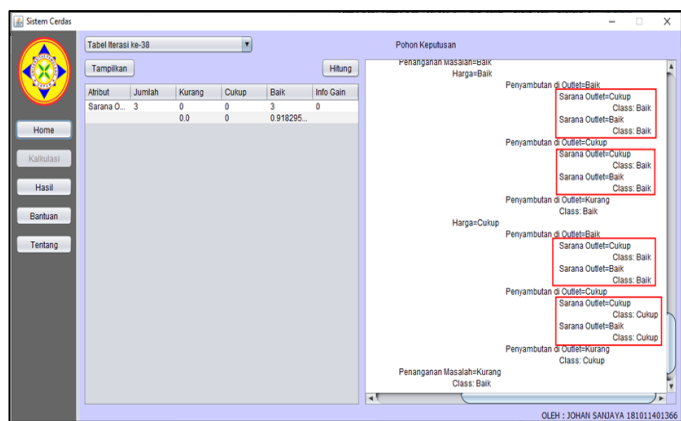 Sistem Cerdas
Tabel Iterasi ke-38
Pohon Keputusan
Tampilkan
Hitung
Atribut Jumlah Kurang Cukup Baik Info Gain
Sarana O... 3 0 0 3 0
0.0 0 0.918295...
Home
Kalkulasi
Hasil
Bantuan
Tentang
Penanganan Masalah=Baik
Harga=Baik
Penyambutan di Outlet=Baik
Sarana Outlet=Cukup
Class: Baik
Sarana Outlet=Baik
Class: Baik
Penyambutan di Outlet=Cukup
Sarana Outlet=Cukup
Class: Baik
Sarana Outlet=Baik
Class: Baik
Penyambutan di Outlet=Kurang
Class: Baik
Harga=Cukup
Penyambutan di Outlet=Baik
Sarana Outlet=Cukup
Class: Baik
Sarana Outlet=Baik
Class: Baik
Penyambutan di Outlet=Cukup
Sarana Outlet=Cukup
Class: Cukup
Sarana Outlet=Baik
Class: Cukup
Penyambutan di Outlet=Kurang
Class: Cukup
Penanganan Masalah=Kurang
Class: Baik
OLEH : JOHAN SANJAYA 181011401366